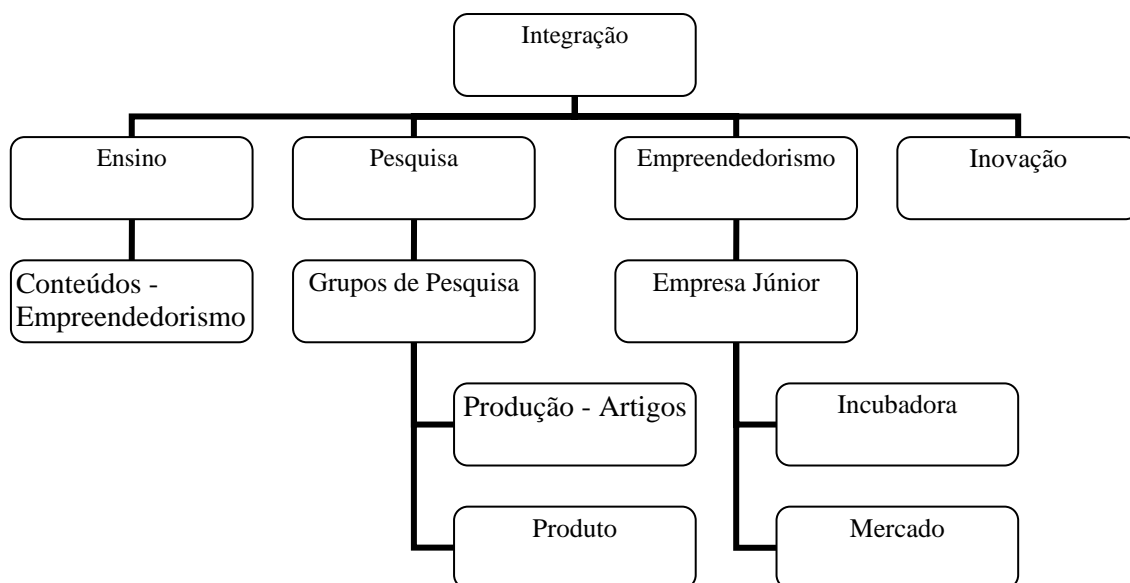 Integração
Ensino
Pesquisa
Empreendedorismo
Inovação
Conteúdos -
Empreendedorismo
Grupos de Pesquisa
Empresa Júnior
Produção - Artigos
Incubadora
Produto
Mercado